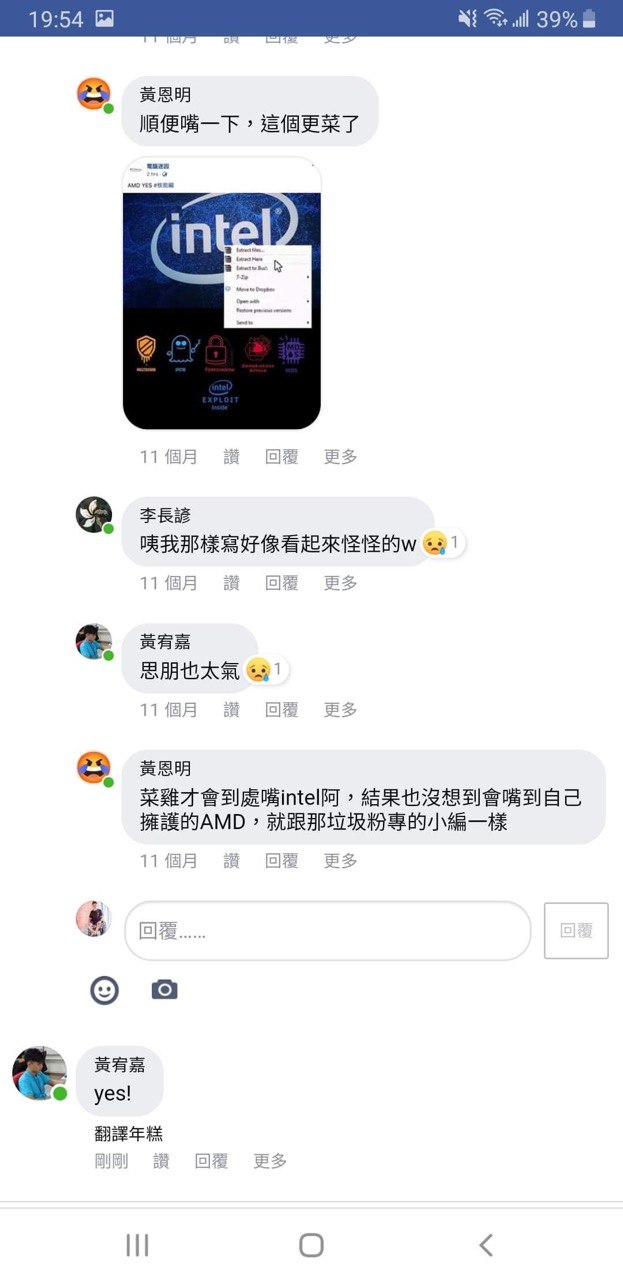 19:54
39%
11 個月 讚 回覆 更多
黃恩明
順便嘴一下，這個更菜了
電腦迷因
2 hrs
AMD YES #核能編
intel
Extract files...
Extract Here
Extract to Bush\
7-Zip
Move to Dropbox
Open with
Restore previous versions
Send to
MELTDOWN
FORESHADOW
intel
EXPLOIT
inside
11 個月 讚 回覆 更多
李長諺
咦我那樣寫好像看起來怪怪的w 1
11 個月 讚 回覆 更多
黃宥嘉
思朋也太氣 1
11 個月 讚 回覆 更多
黃恩明
菜雞才會到處嘴intel阿，結果也沒想到會嘴到自己
擁護的AMD，就跟那垃圾粉專的小編一樣
11 個月 讚 回覆 更多
回覆…… 回覆
黃宥嘉
yes!
翻譯年糕
剛剛 讚 回覆 更多